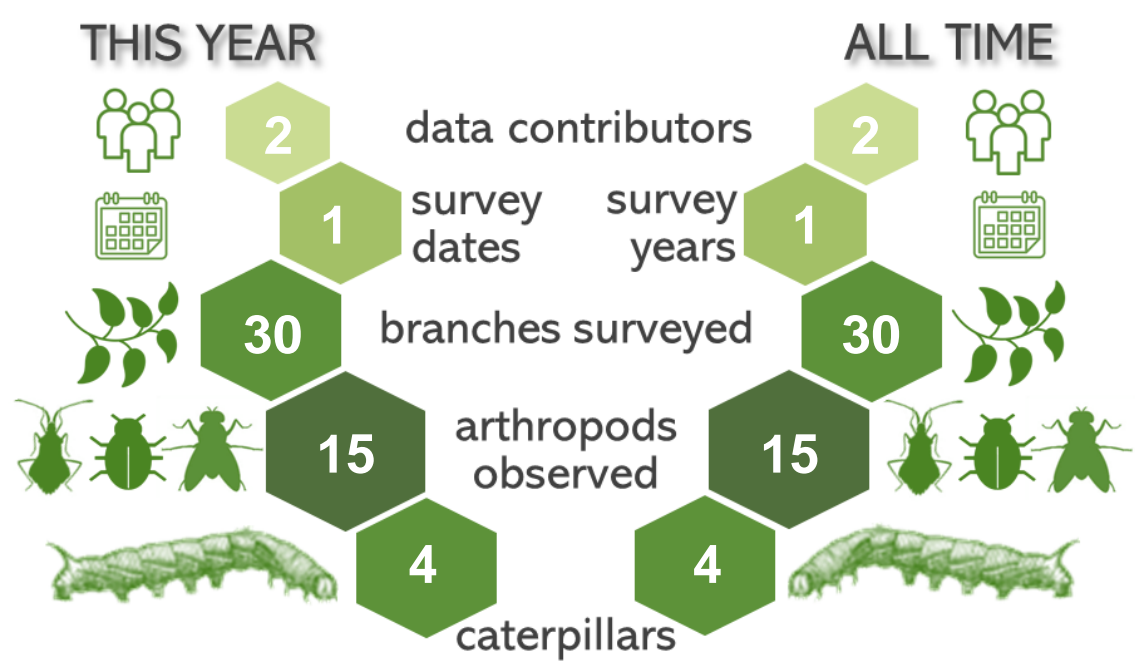 THIS YEAR
ALL TIME
2
data contributors
2
1
survey
dates
survey
years
1
30
branches surveyed
30
15
arthropods
observed
15
4
4
caterpillars